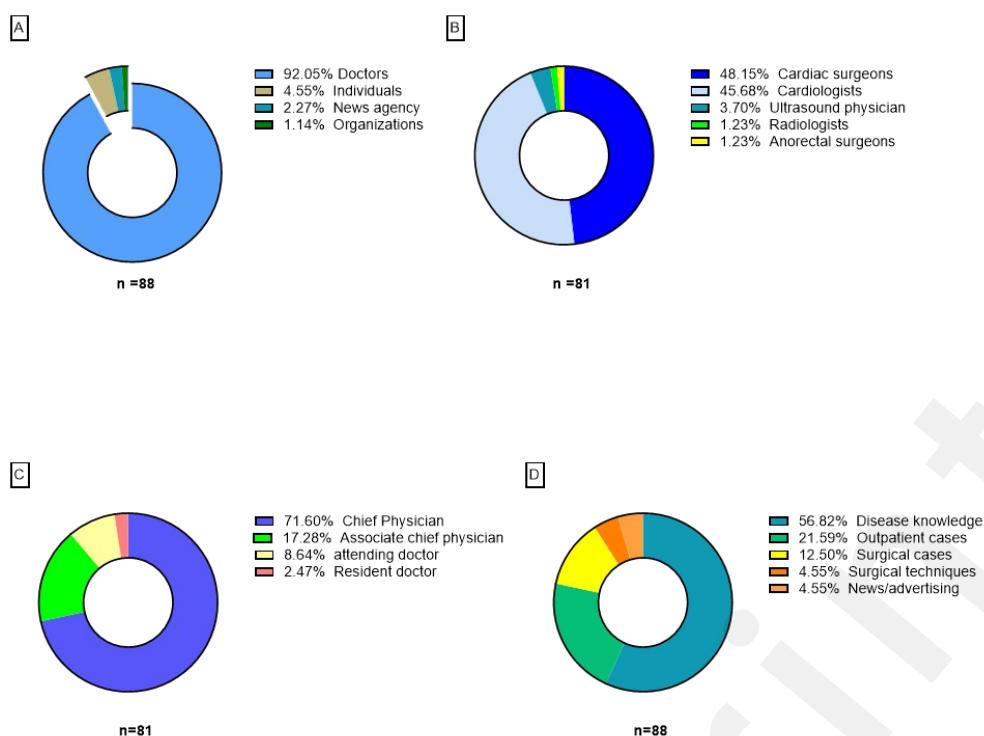 A
92.05% Doctors
4.55% Individuals
2.27% News agency
1.14% Organizations
n =88
B
48.15% Cardiac surgeons
45.68% Cardiologists
3.70% Ultrasound physician
1.23% Radiologists
1.23% Anorectal surgeons
n =81
C
71.60% Chief Physician
17.28% Associate chief physician
8.64% attending doctor
2.47% Resident doctor
n=81
D
56.82% Disease knowledge
21.59% Outpatient cases
12.50% Surgical cases
4.55% Surgical techniques
4.55% News/advertising
n=88